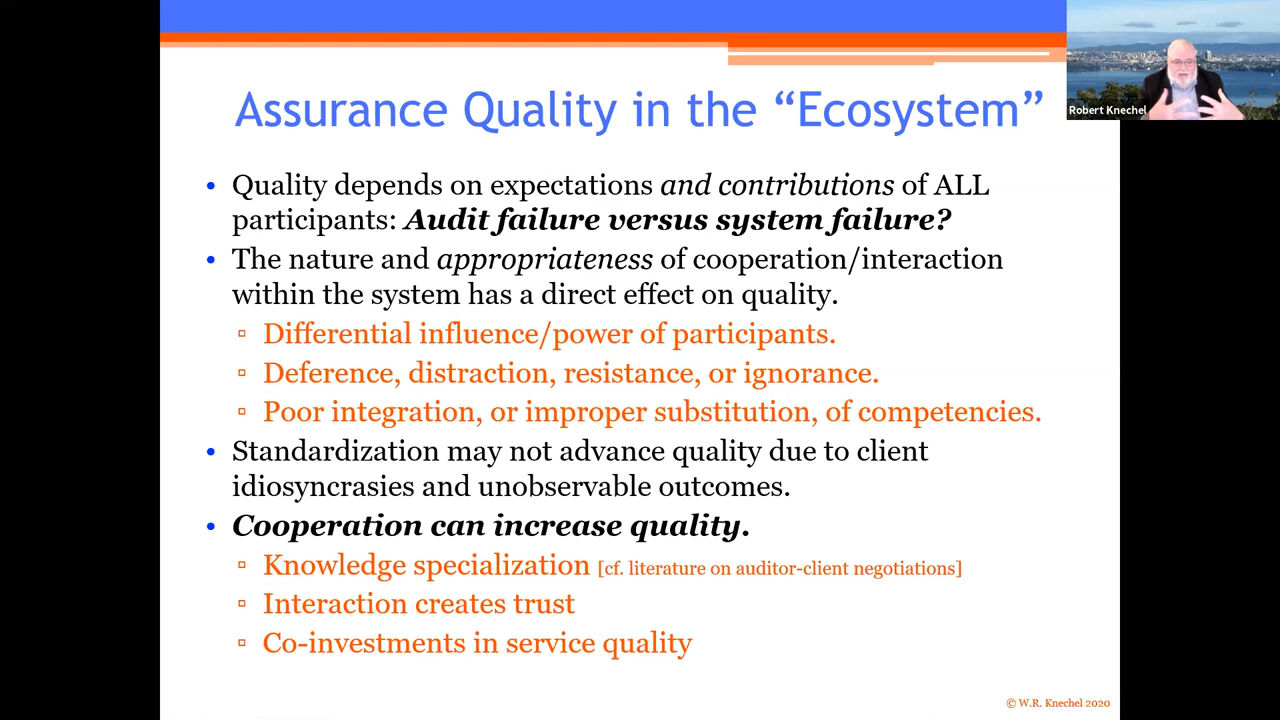 Robert Knechel
Assurance Quality in the “Ecosystem”
• Quality depends on expectations and contributions of ALL
participants: Audit failure versus system failure?
• The nature and appropriateness of cooperation/interaction
within the system has a direct effect on quality.
▫ Differential influence/power of participants.
▫ Deference, distraction, resistance, or ignorance.
▫ Poor integration, or improper substitution, of competencies.
• Standardization may not advance quality due to client
idiosyncrasies and unobservable outcomes.
• Cooperation can increase quality.
▫ Knowledge specialization [cf. literature on auditor-client negotiations]
▫ Interaction creates trust
▫ Co-investments in service quality
© W.R. Knechel 2020